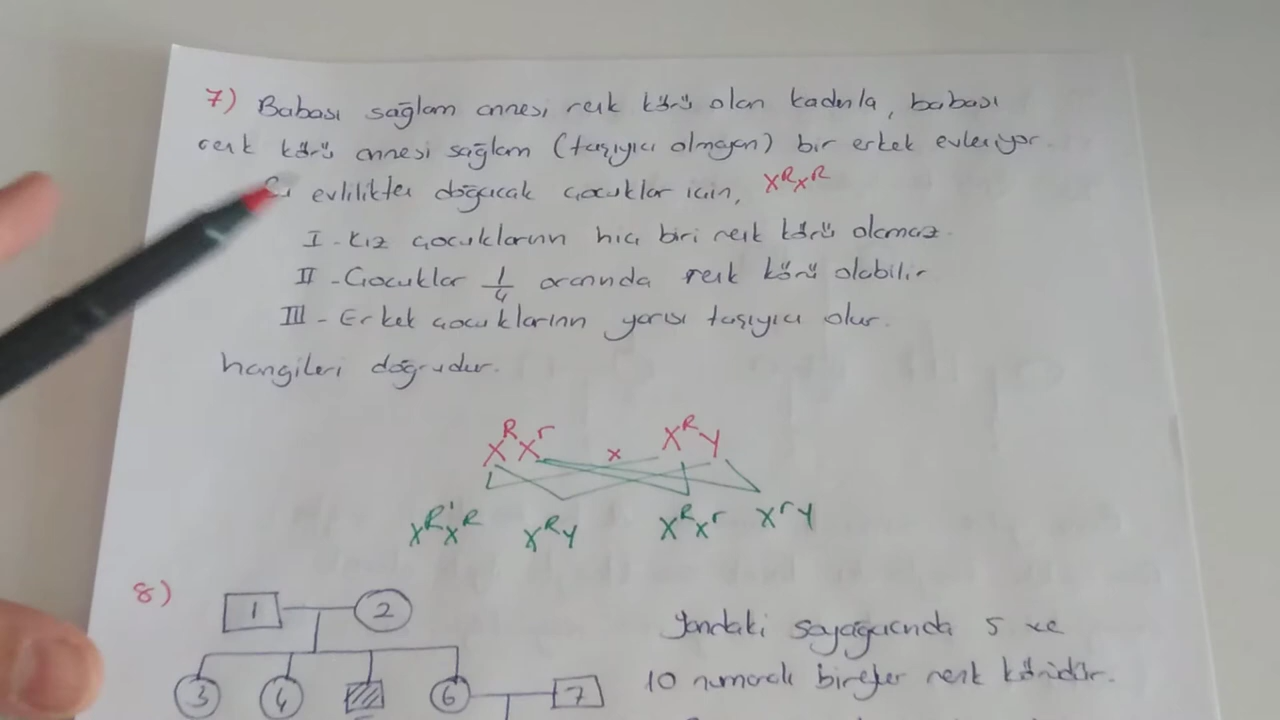 7) Babası sağlam annesi renk körü olan kadınla, babası
renk körü annesi sağlam (taşıyıcı olmayan) bir erkek evleniyor.
evlilikten doğacak çocuklar için, XᴿXᴿ
I - Kız çocuklarının hiç biri renk körü olamaz.
II - Çocuklar 1/4 oranında renk körü olabilir
III - Erkek çocuklarının yarısı taşıyıcı olur.
hangileri doğrudur.
XᴿXʳ x XᴿY
XᴿXᴿ XᴿY XᴿXʳ XʳY
8)
1 2
Yandaki soyağacında 5 ve
3 4 6 7
10 numaralı bireyler renk körüdür.